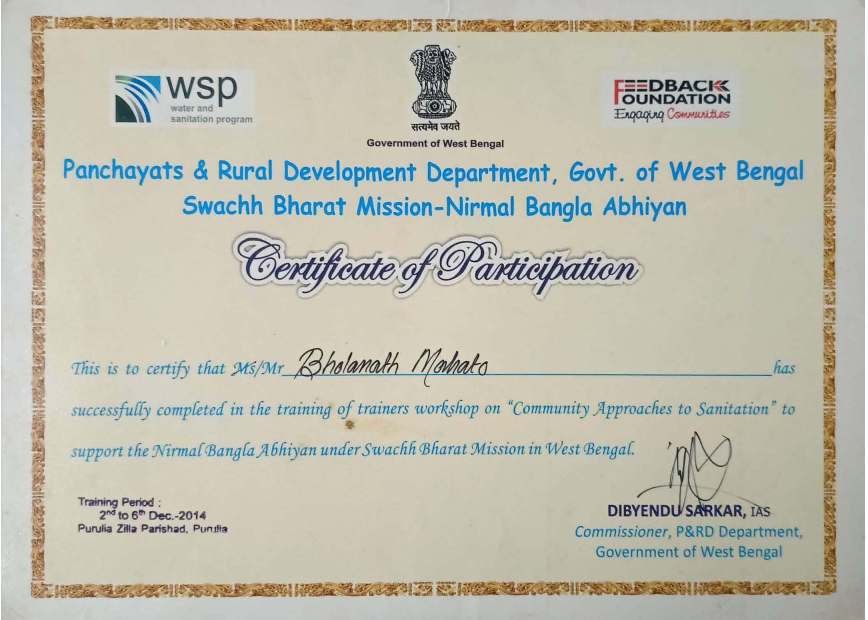 wsp
water and
sanitation program
सत्यमेव जयते
Government of West Bengal
FEEDBACK
FOUNDATION
Engaging Communities
Panchayats & Rural Development Department, Govt. of West Bengal
Swachh Bharat Mission-Nirmal Bangla Abhiyan
Certificate of Participation
This is to certify that Ms/Mr Bholanath Mahato has
successfully completed in the training of trainers workshop on “Community Approaches to Sanitation” to
support the Nirmal Bangla Abhiyan under Swachh Bharat Mission in West Bengal.
Training Period :
2nd to 6th Dec.-2014
Purulia Zilla Parishad, Purulia
DIBYENDU SARKAR, IAS
Commissioner, P&RD Department,
Government of West Bengal